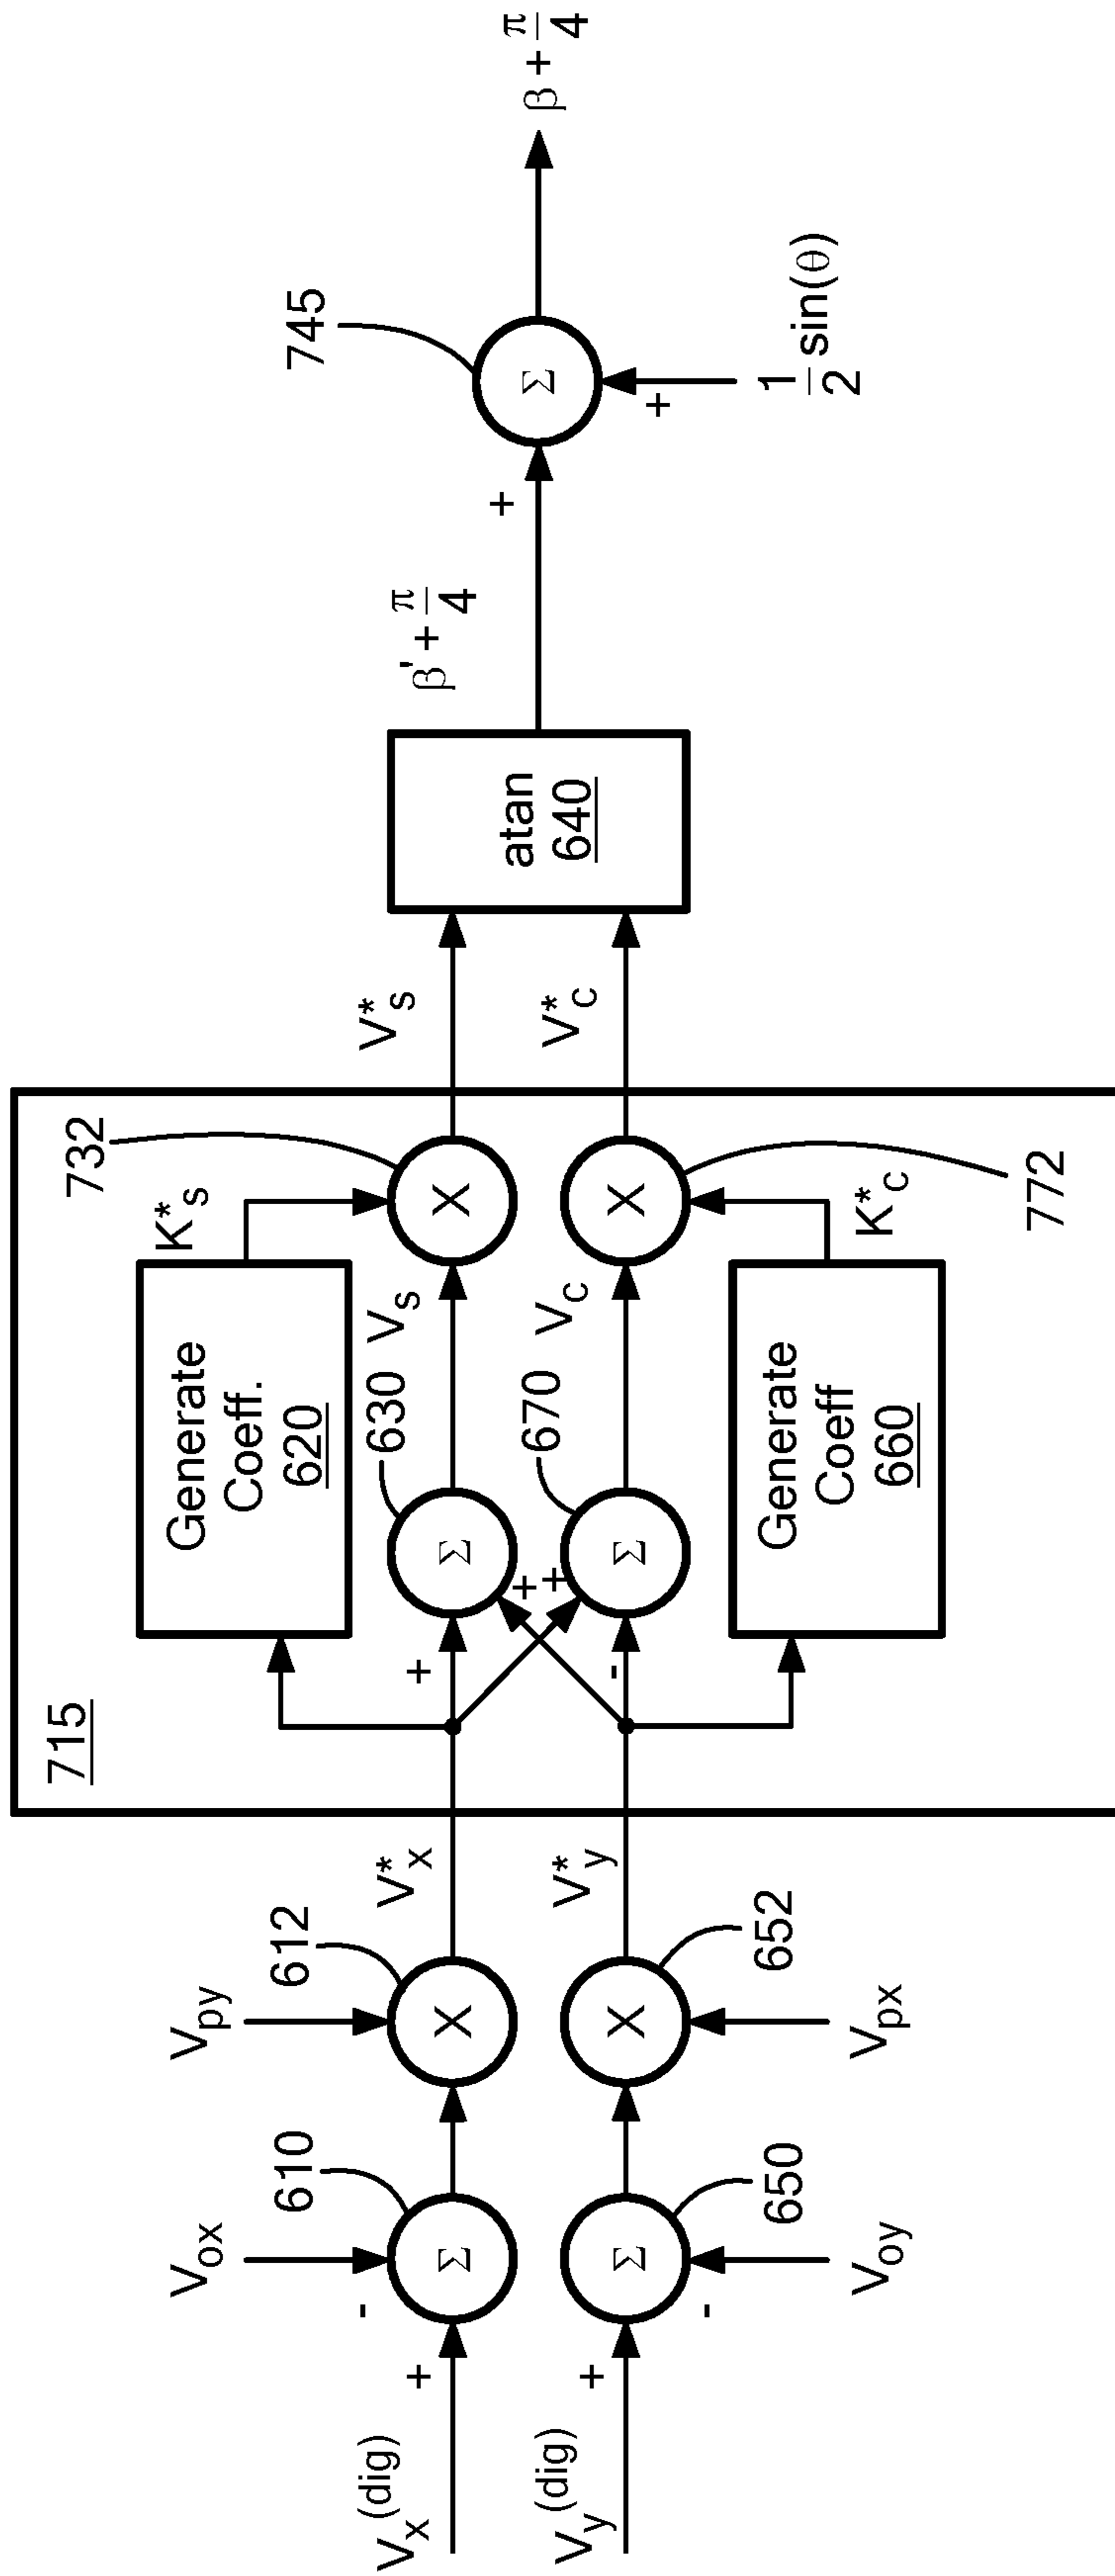 V_x^(dig)
+
-
V_ox
610
V_py
612
Σ
X
V*_x
V_y^(dig)
+
-
V_oy
650
V_px
652
Σ
X
V*_y
715
Generate
Coeff.
620
K*_s
732
+
+
Σ
630
V_s
X
V*_s
+
-
Σ
670
V_c
X
V*_c
Generate
Coeff
660
K*_c
772
atan
640
β' + π/4
+
745
Σ
+
1/2 sin(θ)
β + π/4